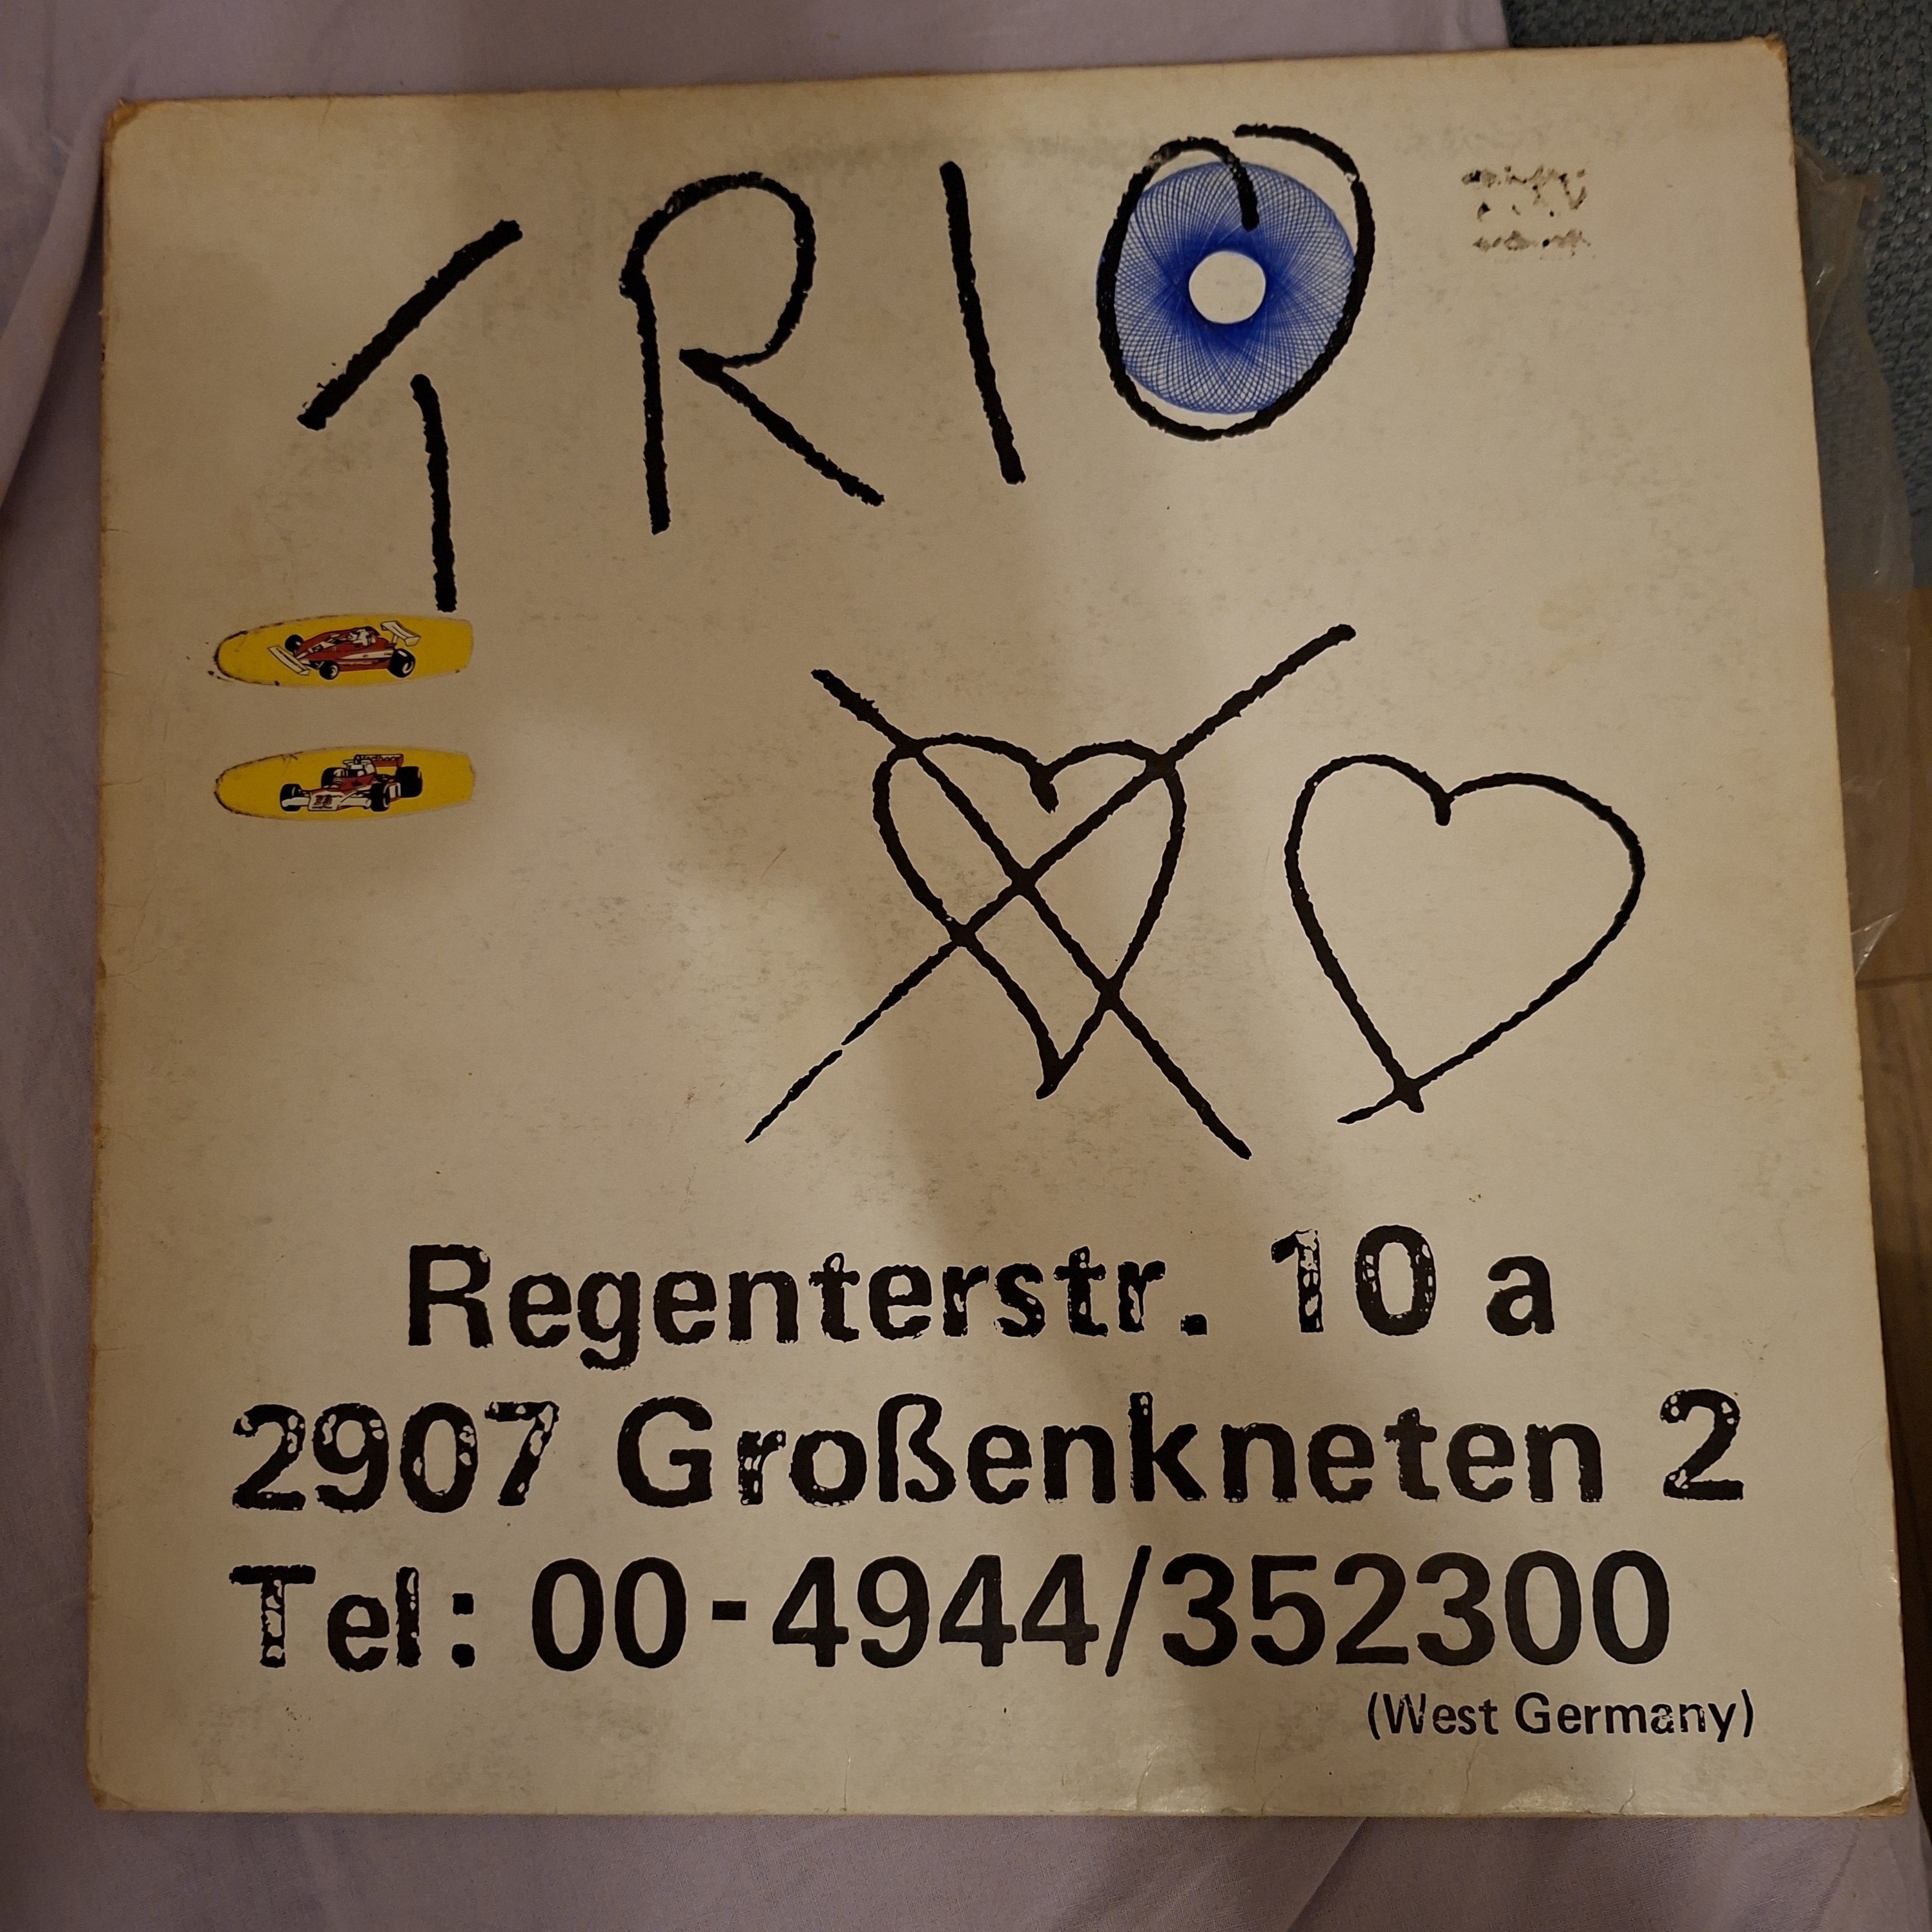 TRIO
Regenterstr. 10 a
2907 Großenkneten 2
Tel: 00-4944/352300
(West Germany)